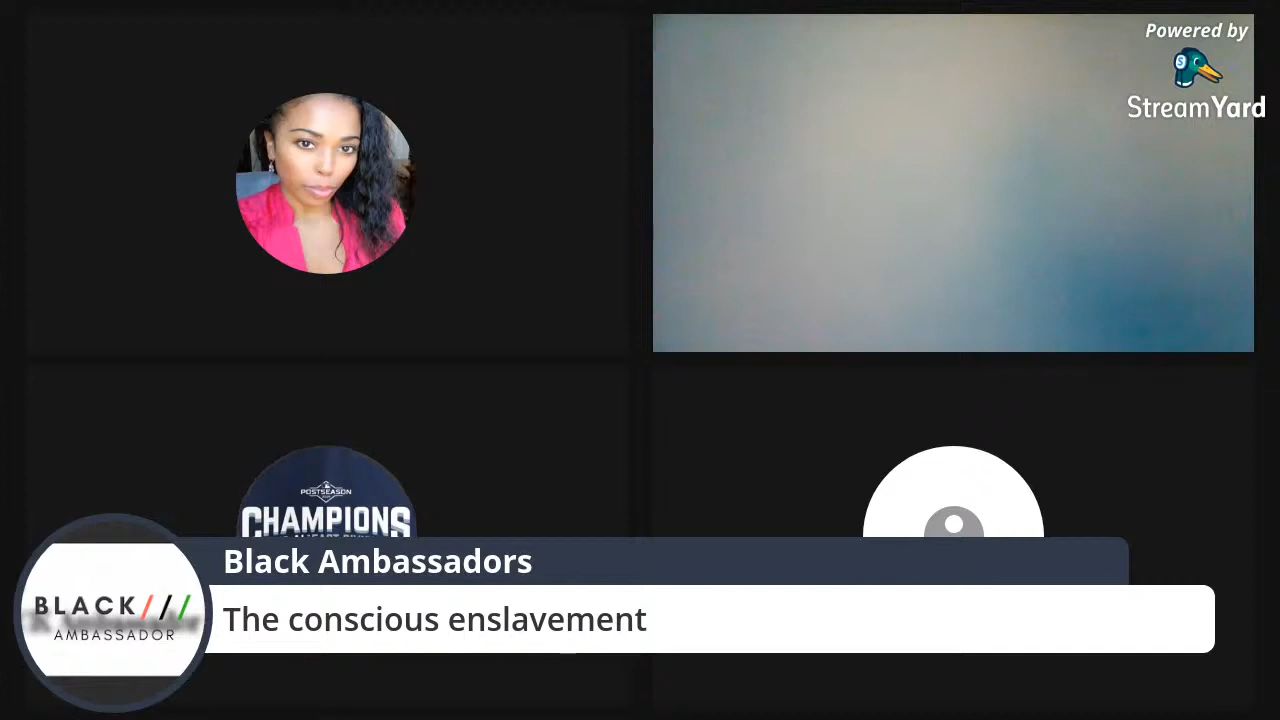 Powered by
StreamYard
POSTSEASON
CHAMPIONS
Black Ambassadors
The conscious enslavement
BLACK///
AMBASSADOR